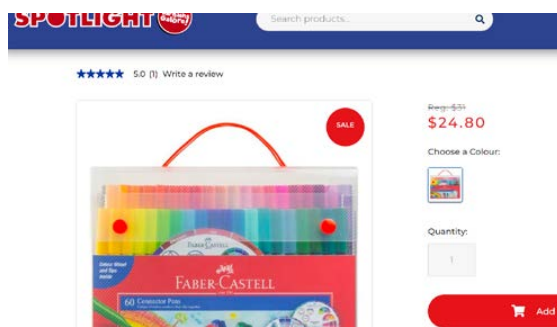 SPOTLIGHT
Search products..
5.0 (1) Write a review
SALE
Reg: $31
$24.80
Choose a Colour:
Quantity:
1
Add
FABER-CASTELL
FABER-CASTELL
60 Connector Pens